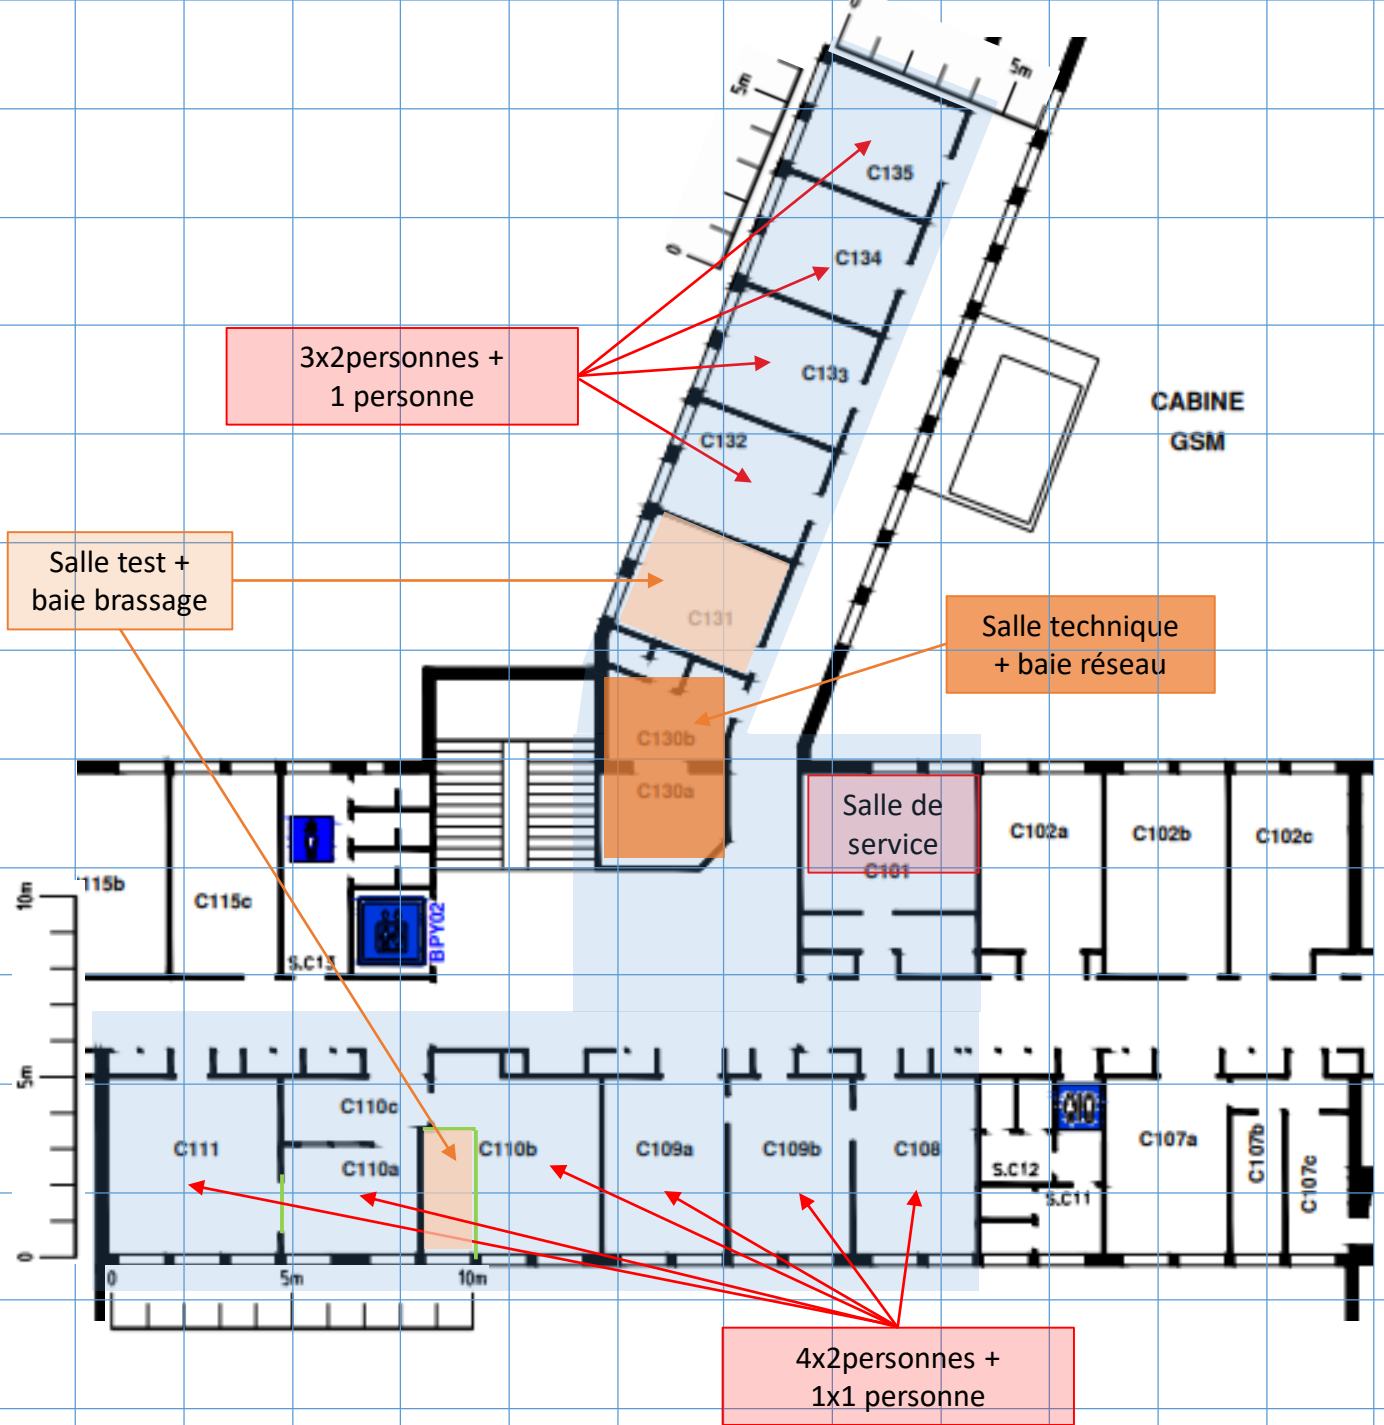 0
5m
5m
0
C135
C134
C133
C132
C131
3x2personnes +
1 personne
CABINE
GSM
Salle test +
baie brassage
Salle technique
+ baie réseau
C130b
C130a
Salle de
service
C101
C102a
C102b
C102c
115b
C115c
S.C13
BPY02
10m
5m
0
C111
C110c
C110a
C110b
C109a
C109b
C108
S.C12
S.C11
C107a
C107b
C107c
0
5m
10m
4x2personnes +
1x1 personne